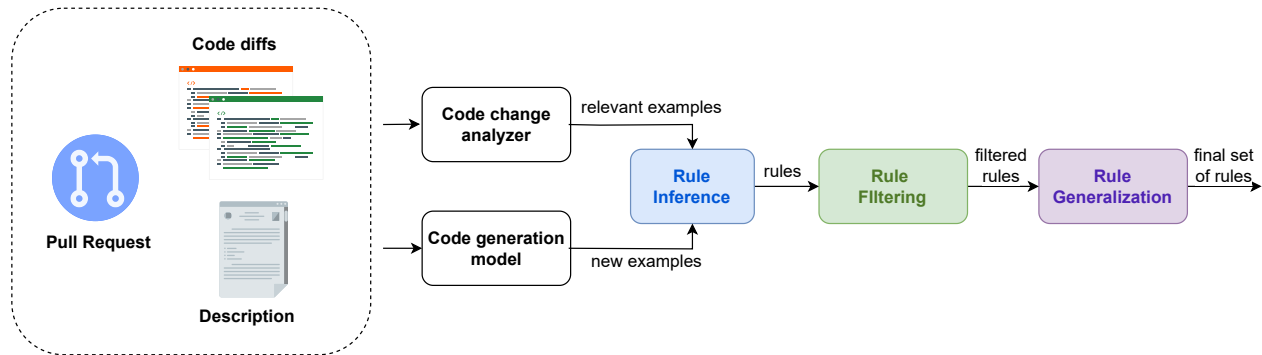 Code diffs
</>
</>
Pull Request
Description
Code change
analyzer
relevant examples
Code generation
model
new examples
Rule
Inference
rules
Rule
FIltering
filtered
rules
Rule
Generalization
final set
of rules